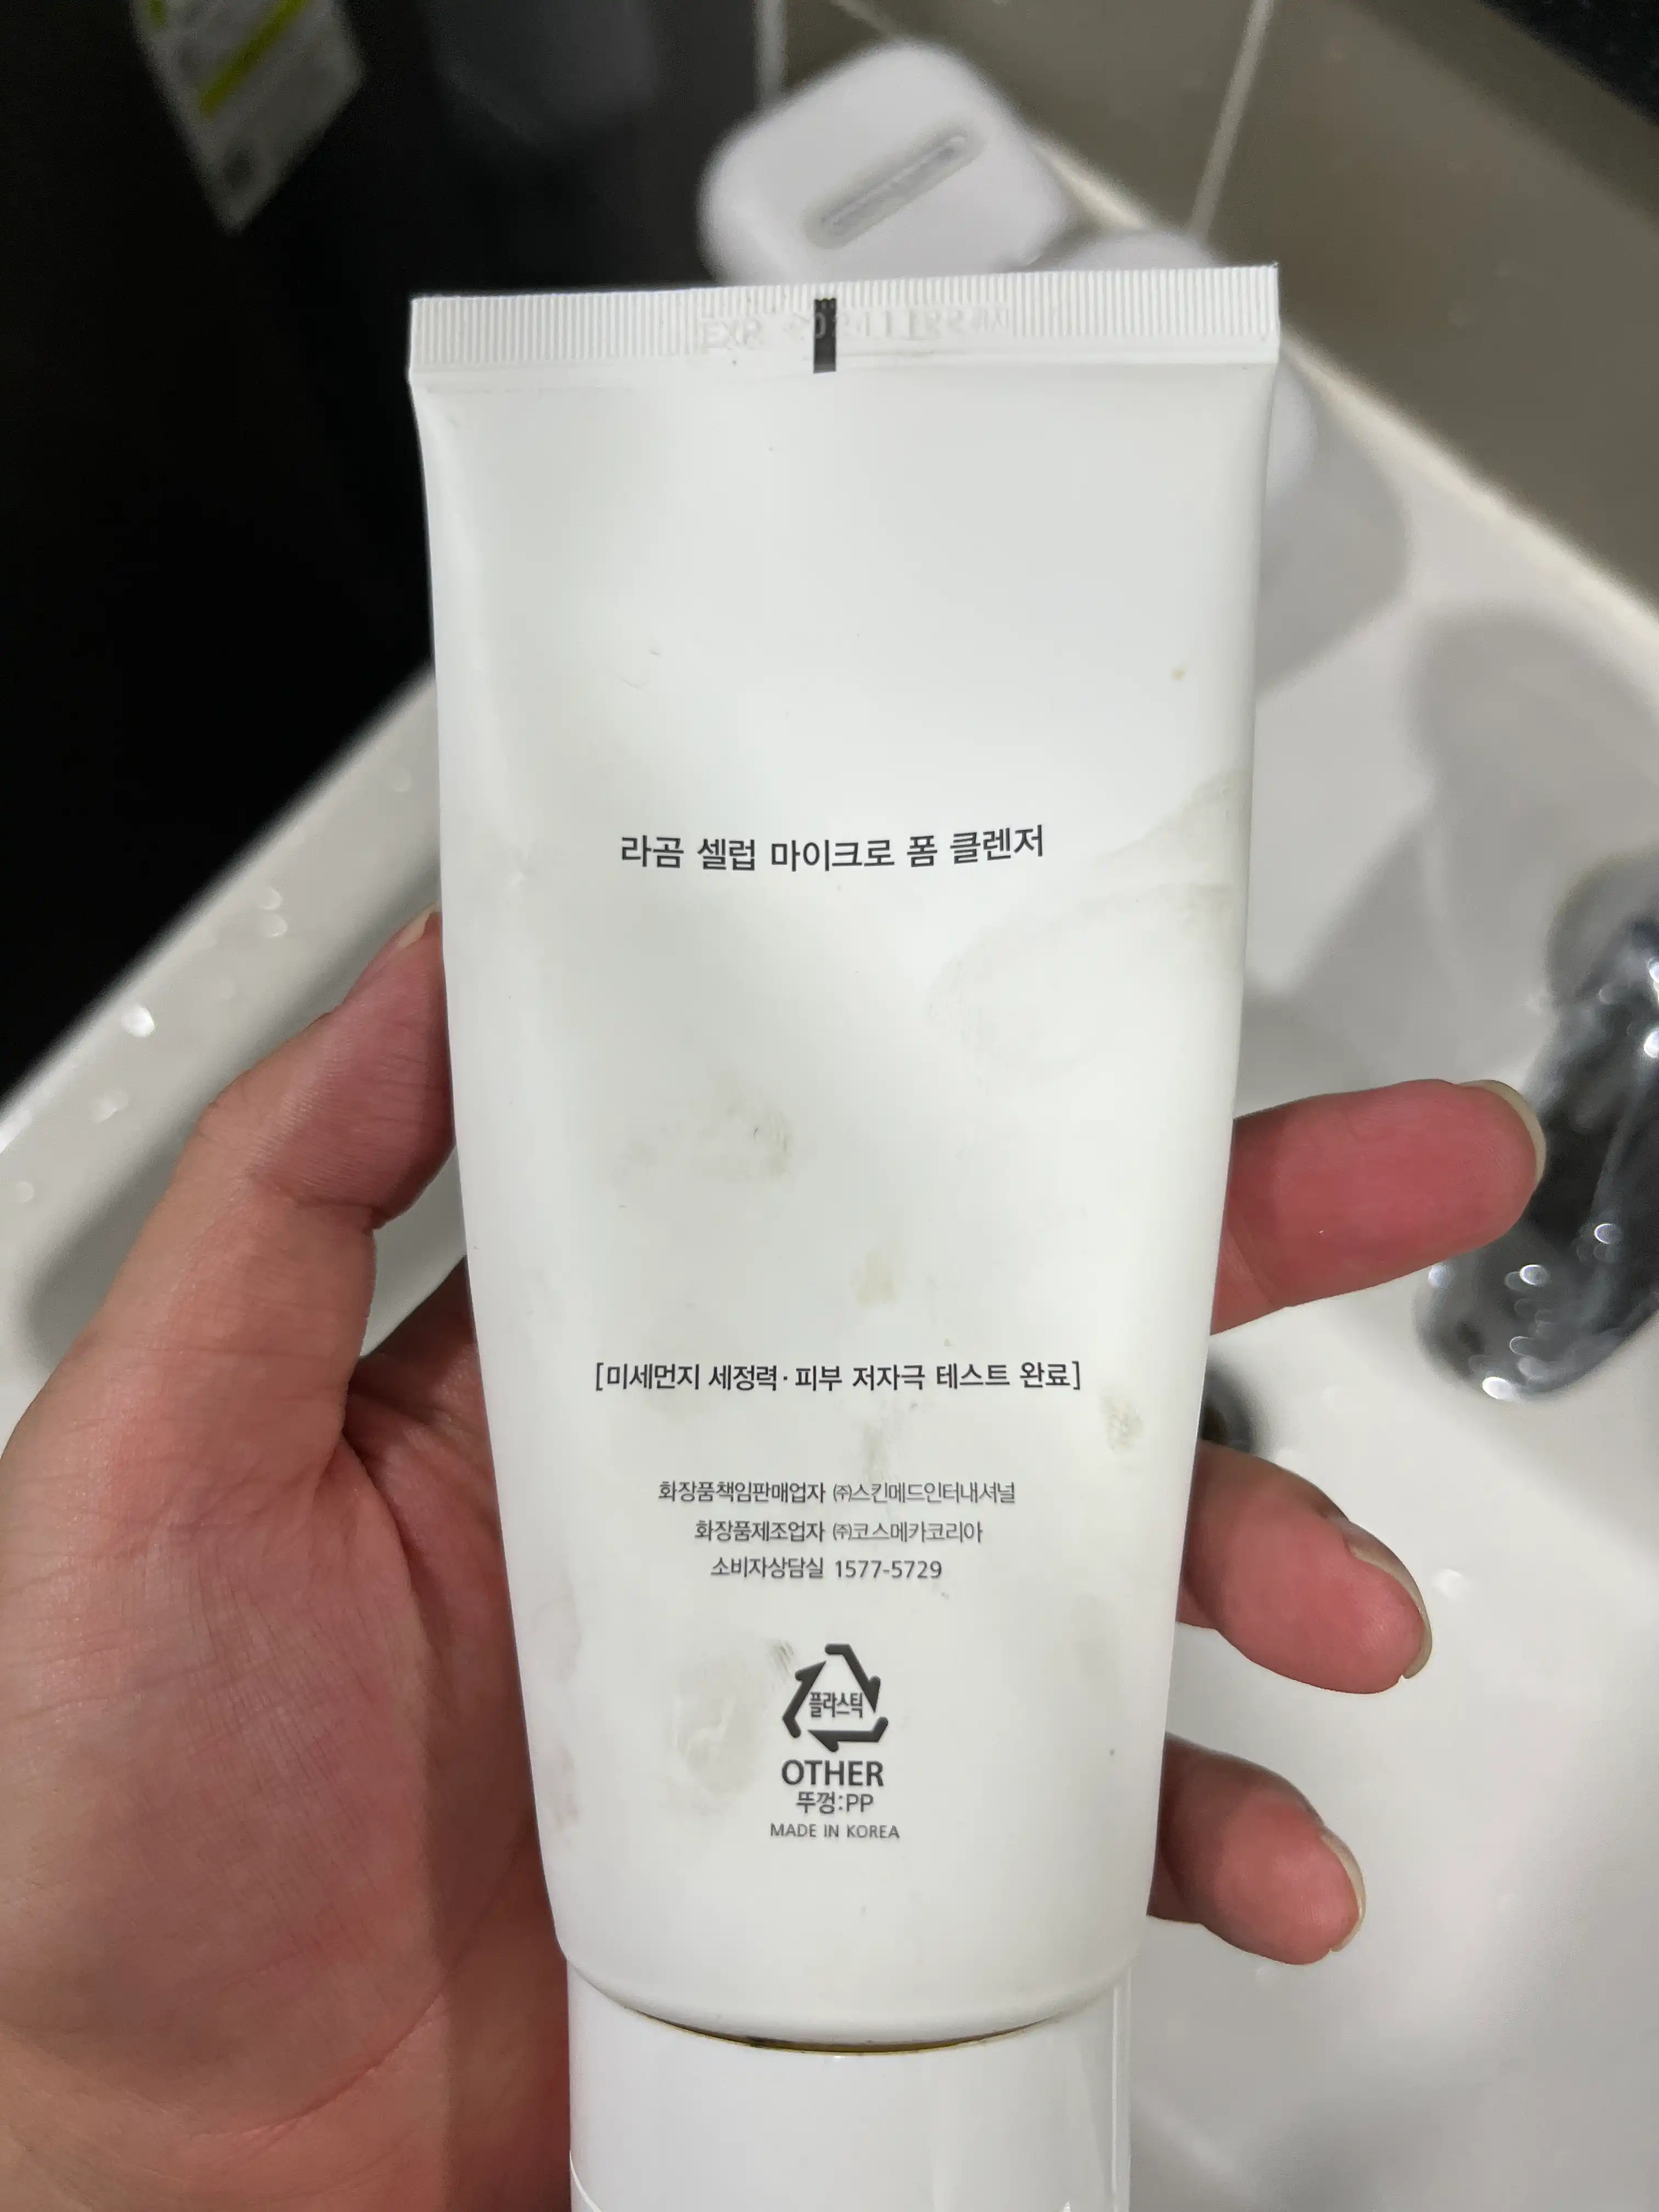 EXP
라곰 셀럽 마이크로 폼 클렌저
[미세먼지 세정력·피부 저자극 테스트 완료]
화장품책임판매업자 ㈜스킨메드인터내셔널
화장품제조업자 ㈜코스메카코리아
소비자상담실 1577-5729
플라스틱
OTHER
뚜껑:PP
MADE IN KOREA